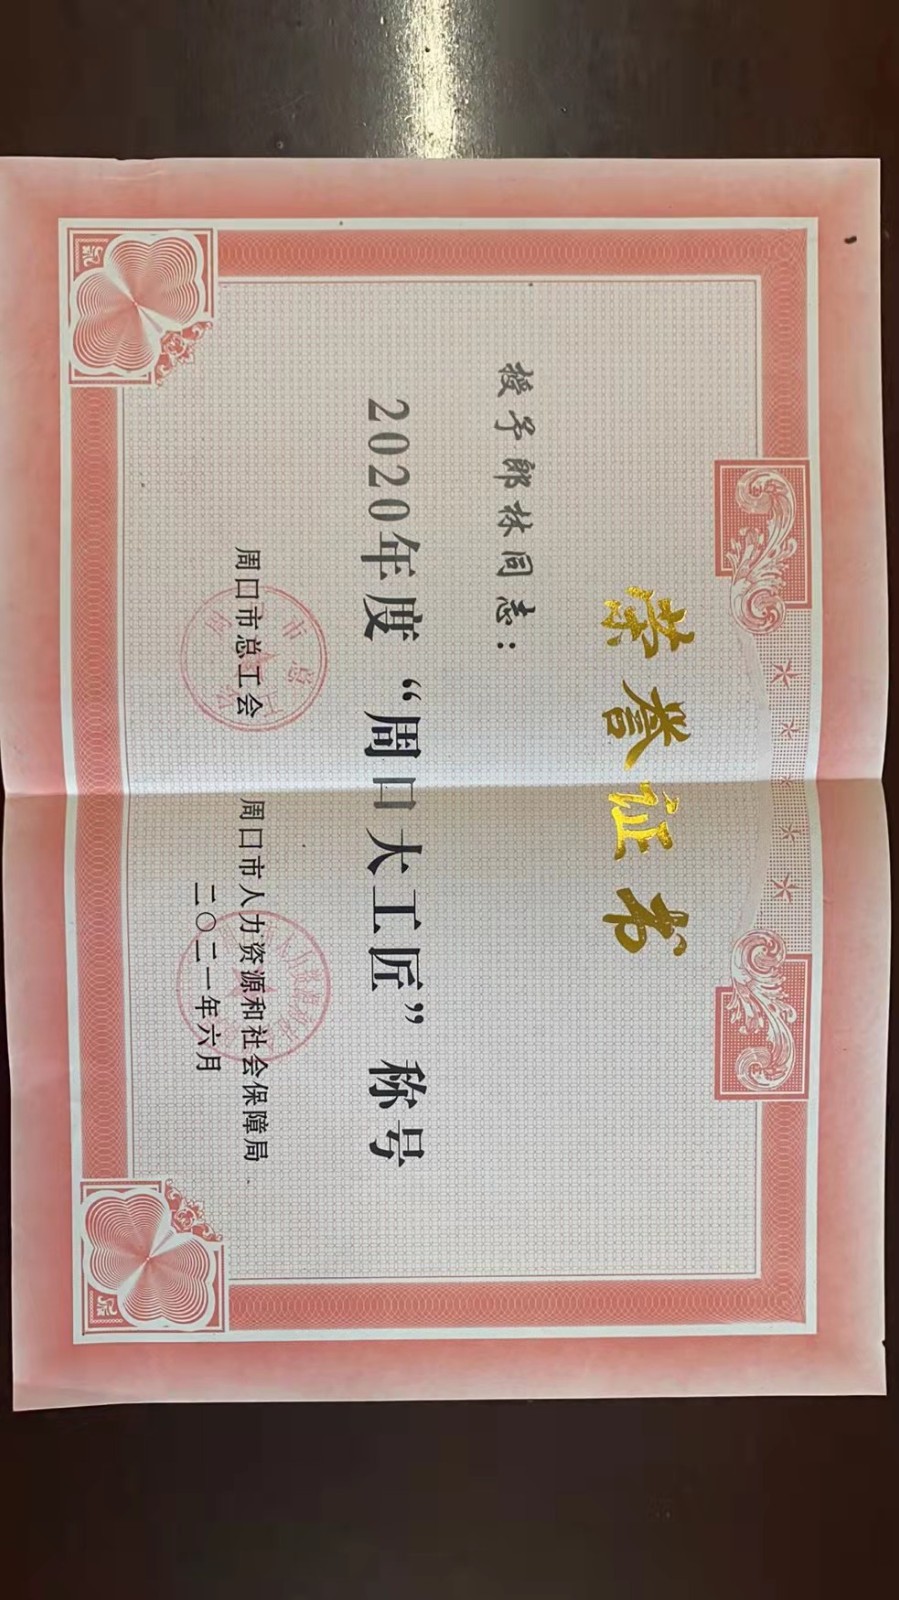 荣誉证书
授予郎林同志：
2020年度“周口大工匠”称号
周口市总工会 周口市人力资源和社会保障局
二〇二一年六月